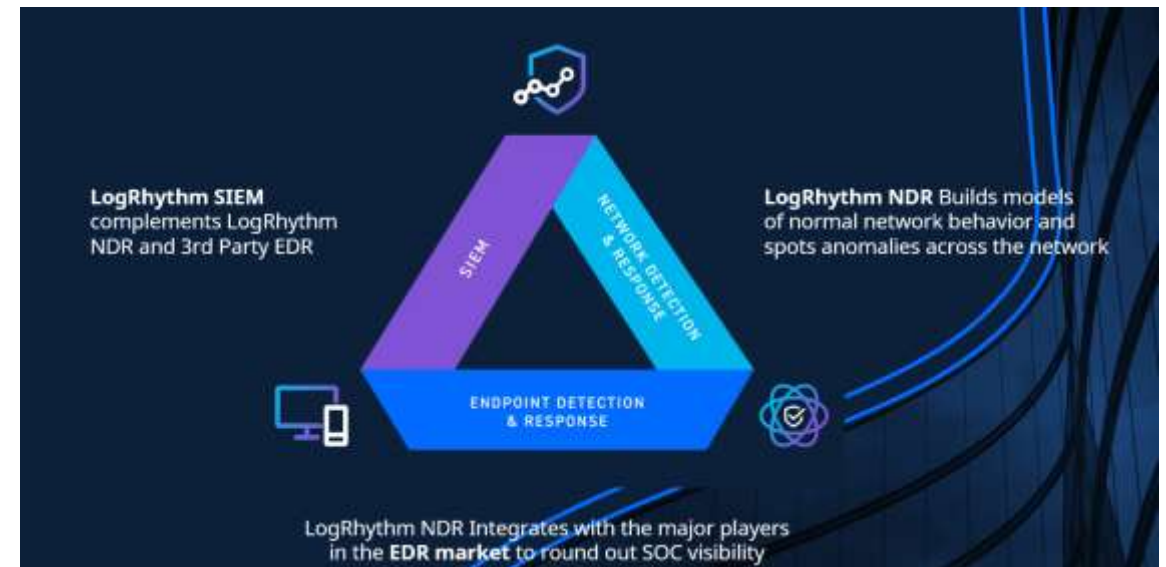 LogRhythm SIEM
complements LogRhythm
NDR and 3rd Party EDR
SIEM
NETWORK DETECTION
& RESPONSE
LogRhythm NDR Builds models
of normal network behavior and
spots anomalies across the network
ENDPOINT DETECTION
& RESPONSE
LogRhythm NDR Integrates with the major players
in the EDR market to round out SOC visibility